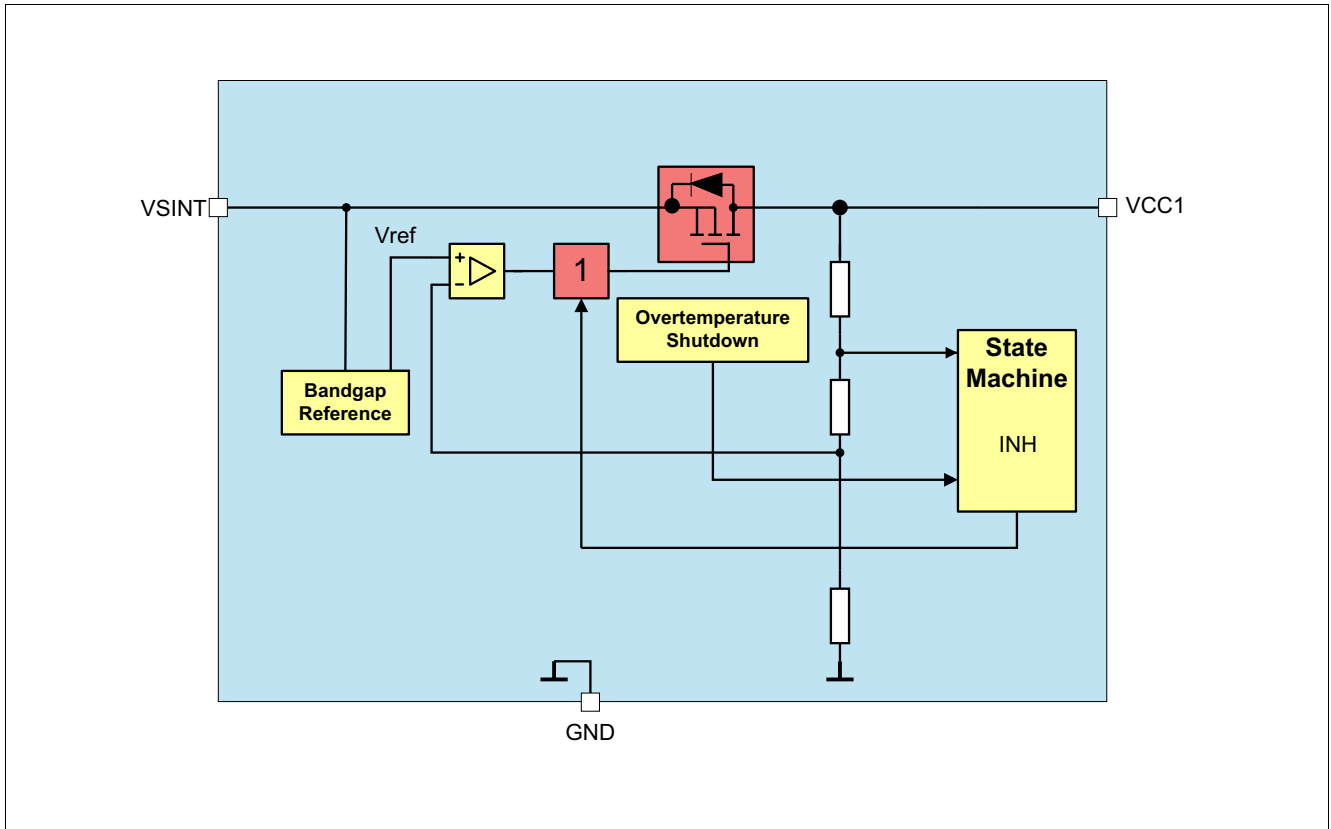 VSINT
VCC1
Vref
+
-
1
Overtemperature
Shutdown
State
Machine
INH
Bandgap
Reference
GND